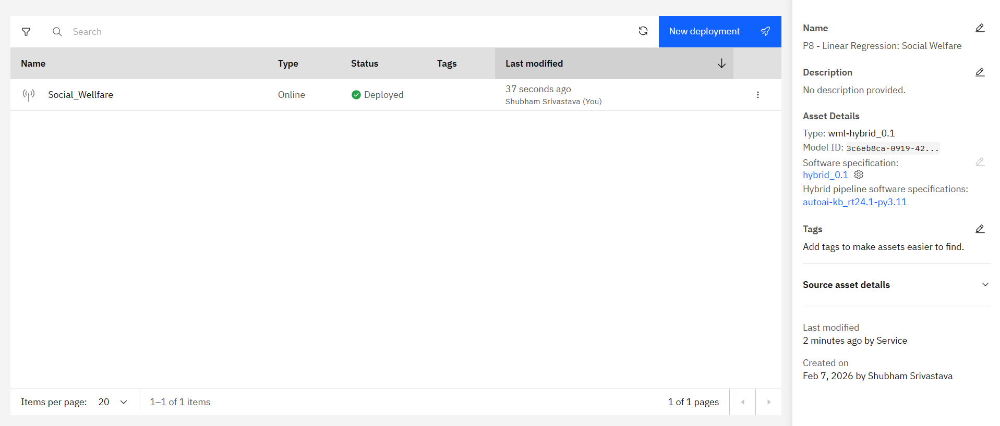 Search
New deployment
Name Type Status Tags Last modified
Social_Wellfare Online Deployed 37 seconds ago
Shubham Srivastava (You)
Items per page: 20 1–1 of 1 items 1 of 1 pages
Name
P8 - Linear Regression: Social Welfare
Description
No description provided.
Asset Details
Type: wml-hybrid_0.1
Model ID: 3c6eb8ca-0919-42...
Software specification:
hybrid_0.1
Hybrid pipeline software specifications:
autoai-kb_rt24.1-py3.11
Tags
Add tags to make assets easier to find.
Source asset details
Last modified
2 minutes ago by Service
Created on
Feb 7, 2026 by Shubham Srivastava